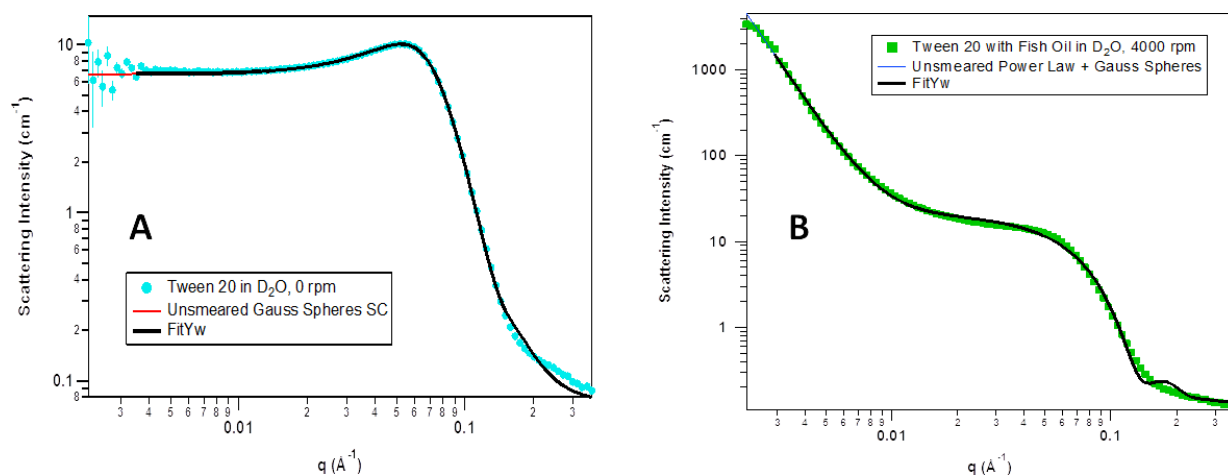 10
8
6
4
2
1
8
6
4
2
0.1
8
Scattering Intensity (cm⁻¹)
A
Tween 20 in D₂O, 0 rpm
Unsmeared Gauss Spheres SC
FitYw
3 4 5 6 7 8 9 0.01 2 3 4 5 6 7 8 9 0.1 2 3
q (Å⁻¹)
1000
100
10
1
Scattering Intensity (cm⁻¹)
Tween 20 with Fish Oil in D₂O, 4000 rpm
Unsmeared Power Law + Gauss Spheres
FitYw
B
3 4 5 6 7 8 9 0.01 2 3 4 5 6 7 8 9 0.1 2 3
q (Å⁻¹)